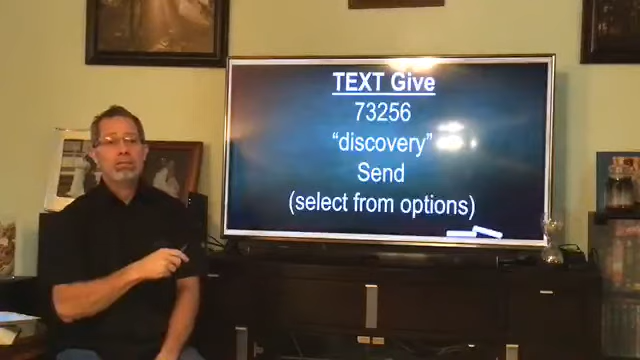 TEXT Give
73256
“discovery”
Send
(select from options)